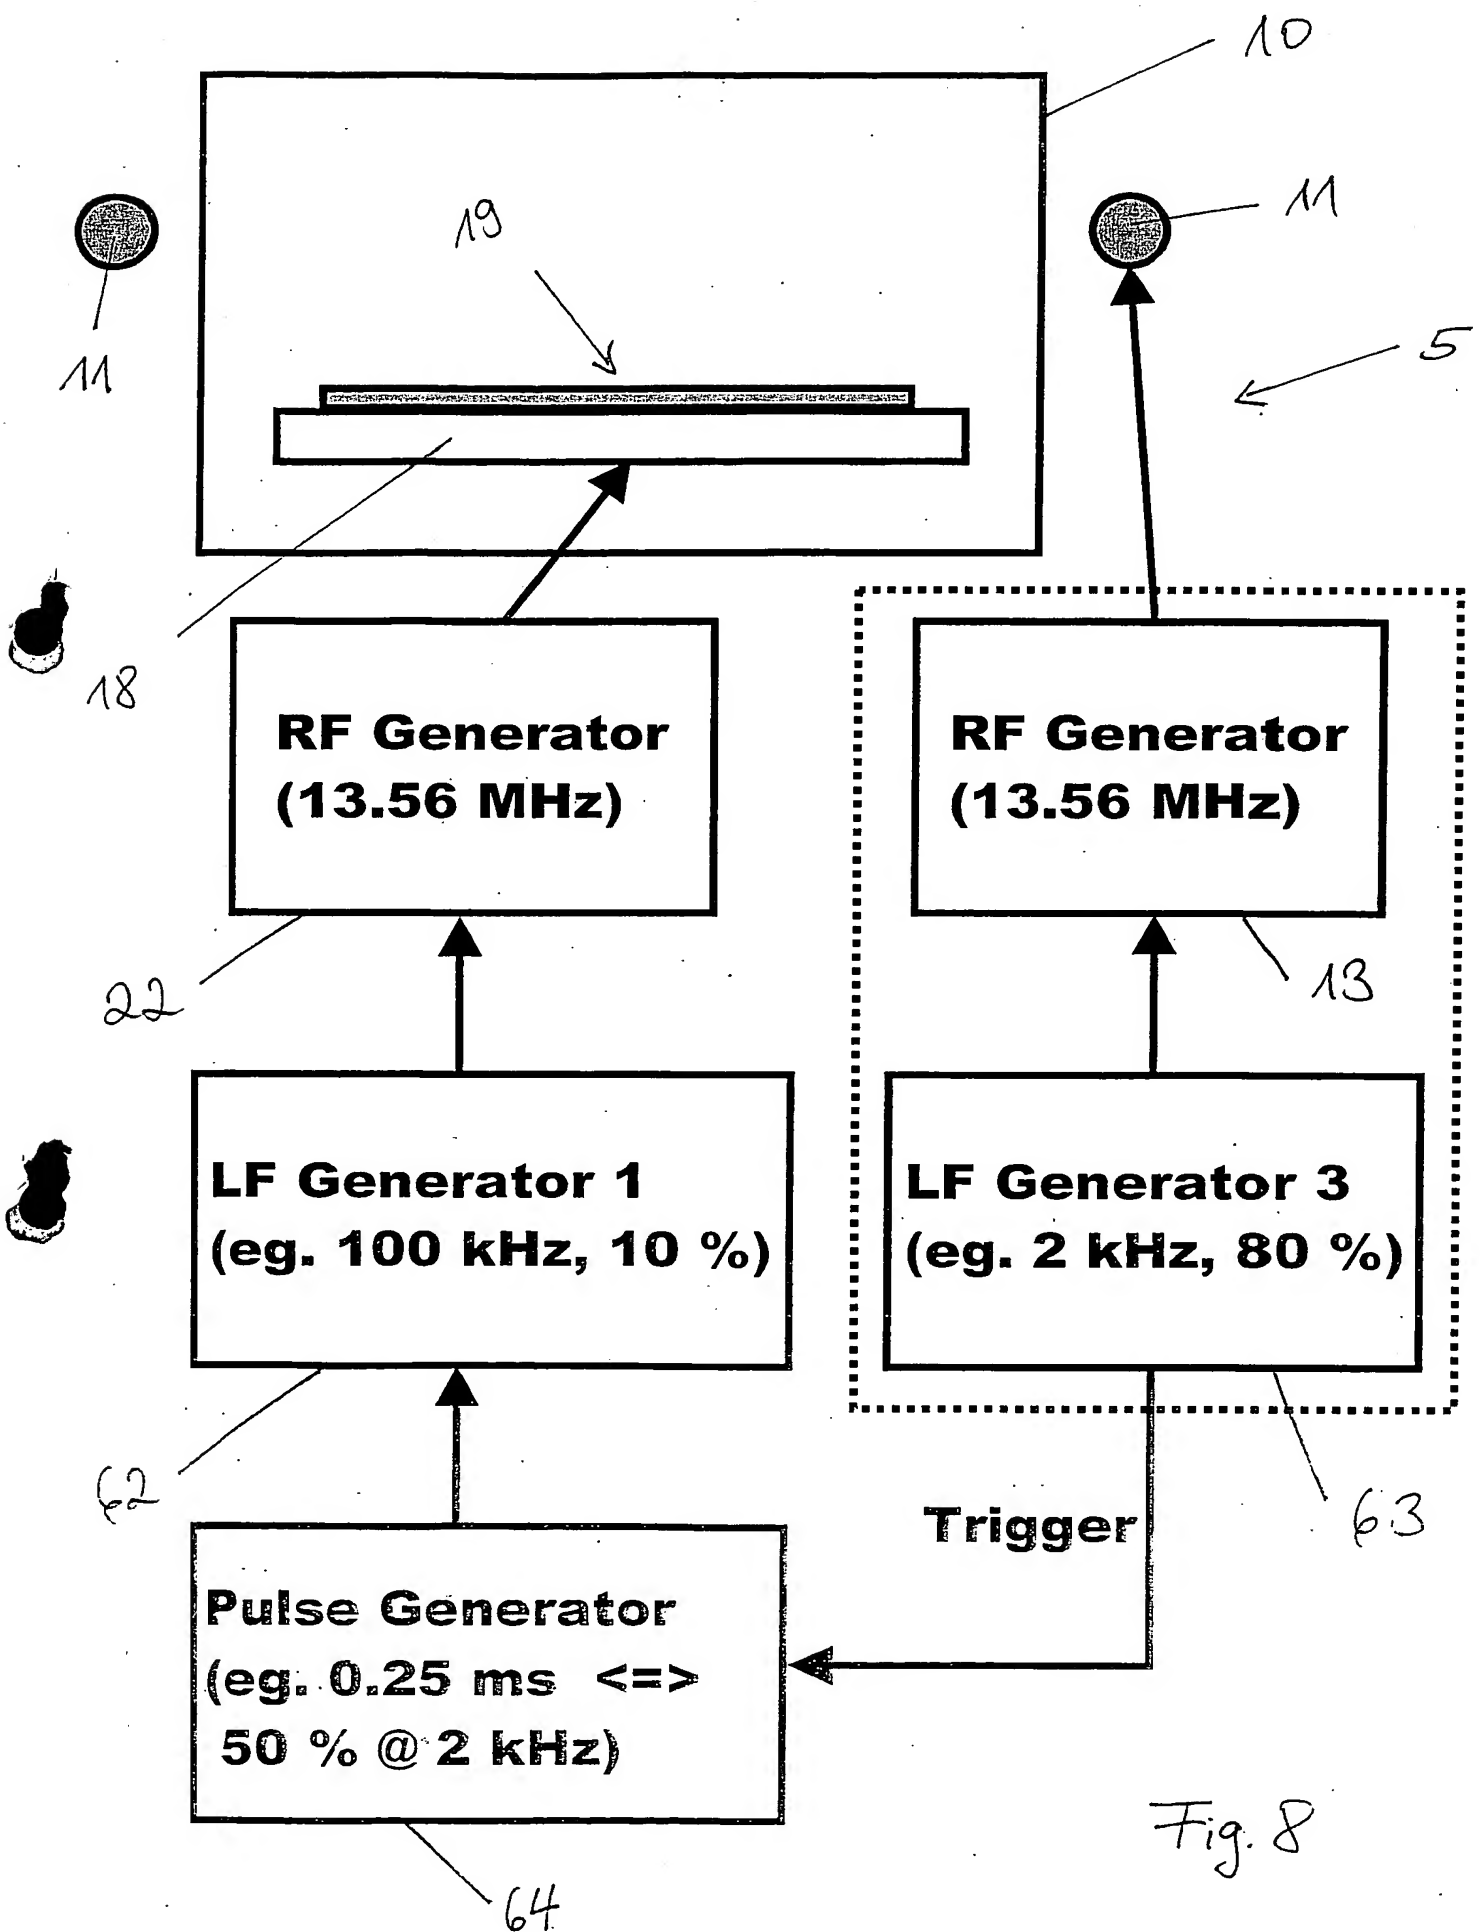 10
11
11
19
5
18
RF Generator
(13.56 MHz)
RF Generator
(13.56 MHz)
22
13
LF Generator 1
(eg. 100 kHz, 10 %)
LF Generator 3
(eg. 2 kHz, 80 %)
62
63
Trigger
Pulse Generator
(eg. 0.25 ms <=>
50 % @ 2 kHz)
64
Fig. 8